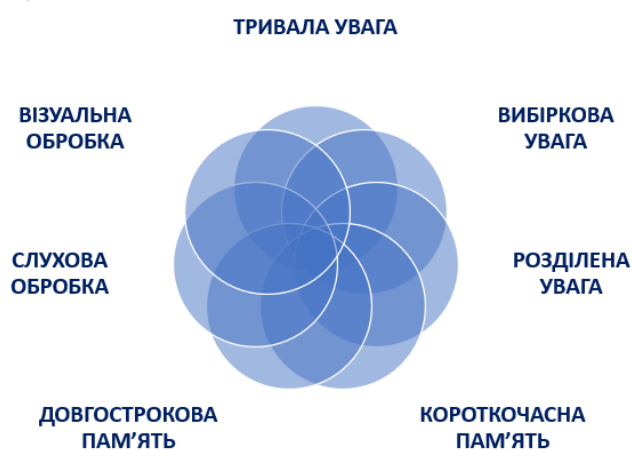 ТРИВАЛА УВАГА
ВІЗУАЛЬНА
ОБРОБКА
ВИБІРКОВА
УВАГА
СЛУХОВА
ОБРОБКА
РОЗДІЛЕНА
УВАГА
ДОВГОСТРОКОВА
ПАМ’ЯТЬ
КОРОТКОЧАСНА
ПАМ’ЯТЬ